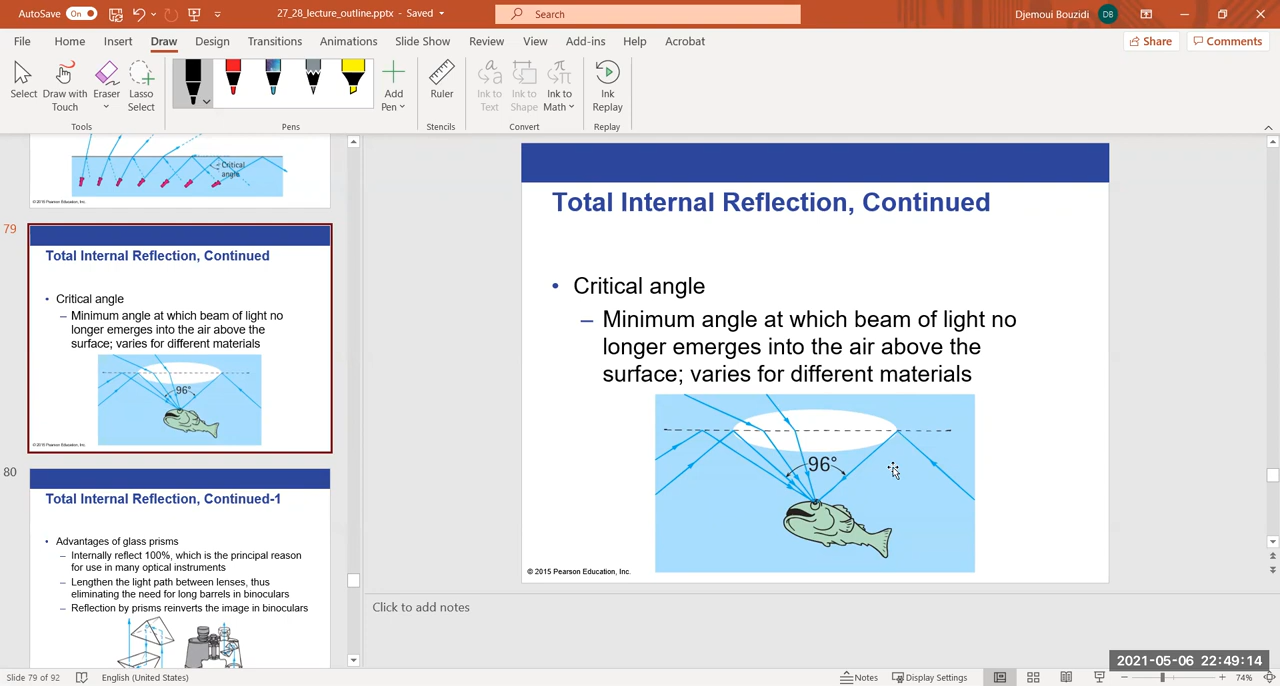 AutoSave On
27_28_lecture_outline.pptx - Saved
Search
Djemoui Bouzidi DB
File Home Insert Draw Design Transitions Animations Slide Show Review View Add-ins Help Acrobat
Share Comments
Select
Draw with Touch
Eraser
Lasso Select
Add Pen
Ruler
Ink to Text
Ink to Shape
Ink to Math
Ink Replay
Tools Pens Stencils Convert Replay
Critical
angle
© 2015 Pearson Education, Inc.
79
Total Internal Reflection, Continued
• Critical angle
– Minimum angle at which beam of light no
longer emerges into the air above the
surface; varies for different materials
96°
© 2015 Pearson Education, Inc.
80
Total Internal Reflection, Continued-1
• Advantages of glass prisms
– Internally reflect 100%, which is the principal reason
for use in many optical instruments
– Lengthen the light path between lenses, thus
eliminating the need for long barrels in binoculars
– Reflection by prisms reinverts the image in binoculars
Total Internal Reflection, Continued
• Critical angle
– Minimum angle at which beam of light no
longer emerges into the air above the
surface; varies for different materials
96°
© 2015 Pearson Education, Inc.
Click to add notes
2021-05-06 22:49:14
Slide 79 of 92 English (United States) Notes Display Settings 74%